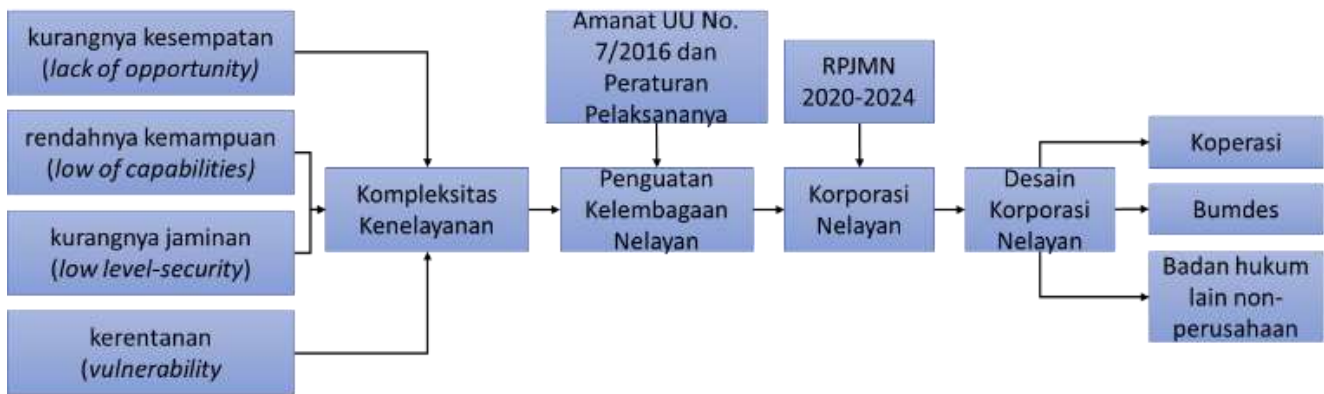 kurangnya kesempatan
(lack of opportunity)
rendahnya kemampuan
(low of capabilities)
kurangnya jaminan
(low level-security)
kerentanan
(vulnerability
Kompleksitas
Kenelayanan
Amanat UU No.
7/2016 dan
Peraturan
Pelaksananya
Penguatan
Kelembagaan
Nelayan
RPJMN
2020-2024
Korporasi
Nelayan
Desain
Korporasi
Nelayan
Koperasi
Bumdes
Badan hukum
lain non-
perusahaan